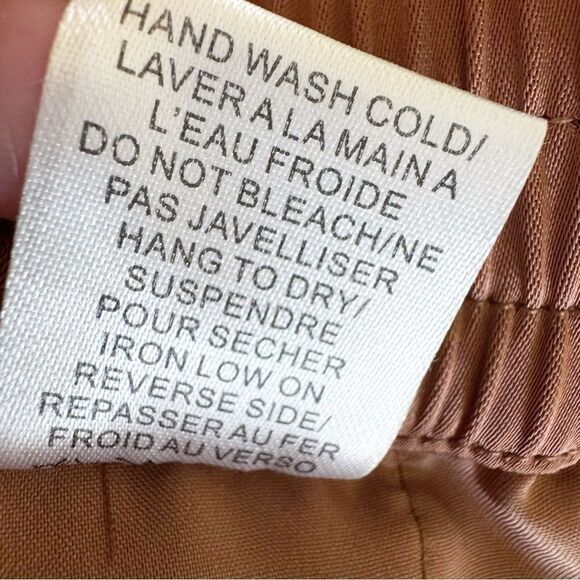 HAND WASH COLD/
LAVER A LA MAIN A
L'EAU FROIDE
DO NOT BLEACH/NE
PAS JAVELLISER
HANG TO DRY/
SUSPENDRE
POUR SECHER
IRON LOW ON
REVERSE SIDE/
REPASSER AU FER
FROID AU VERSO